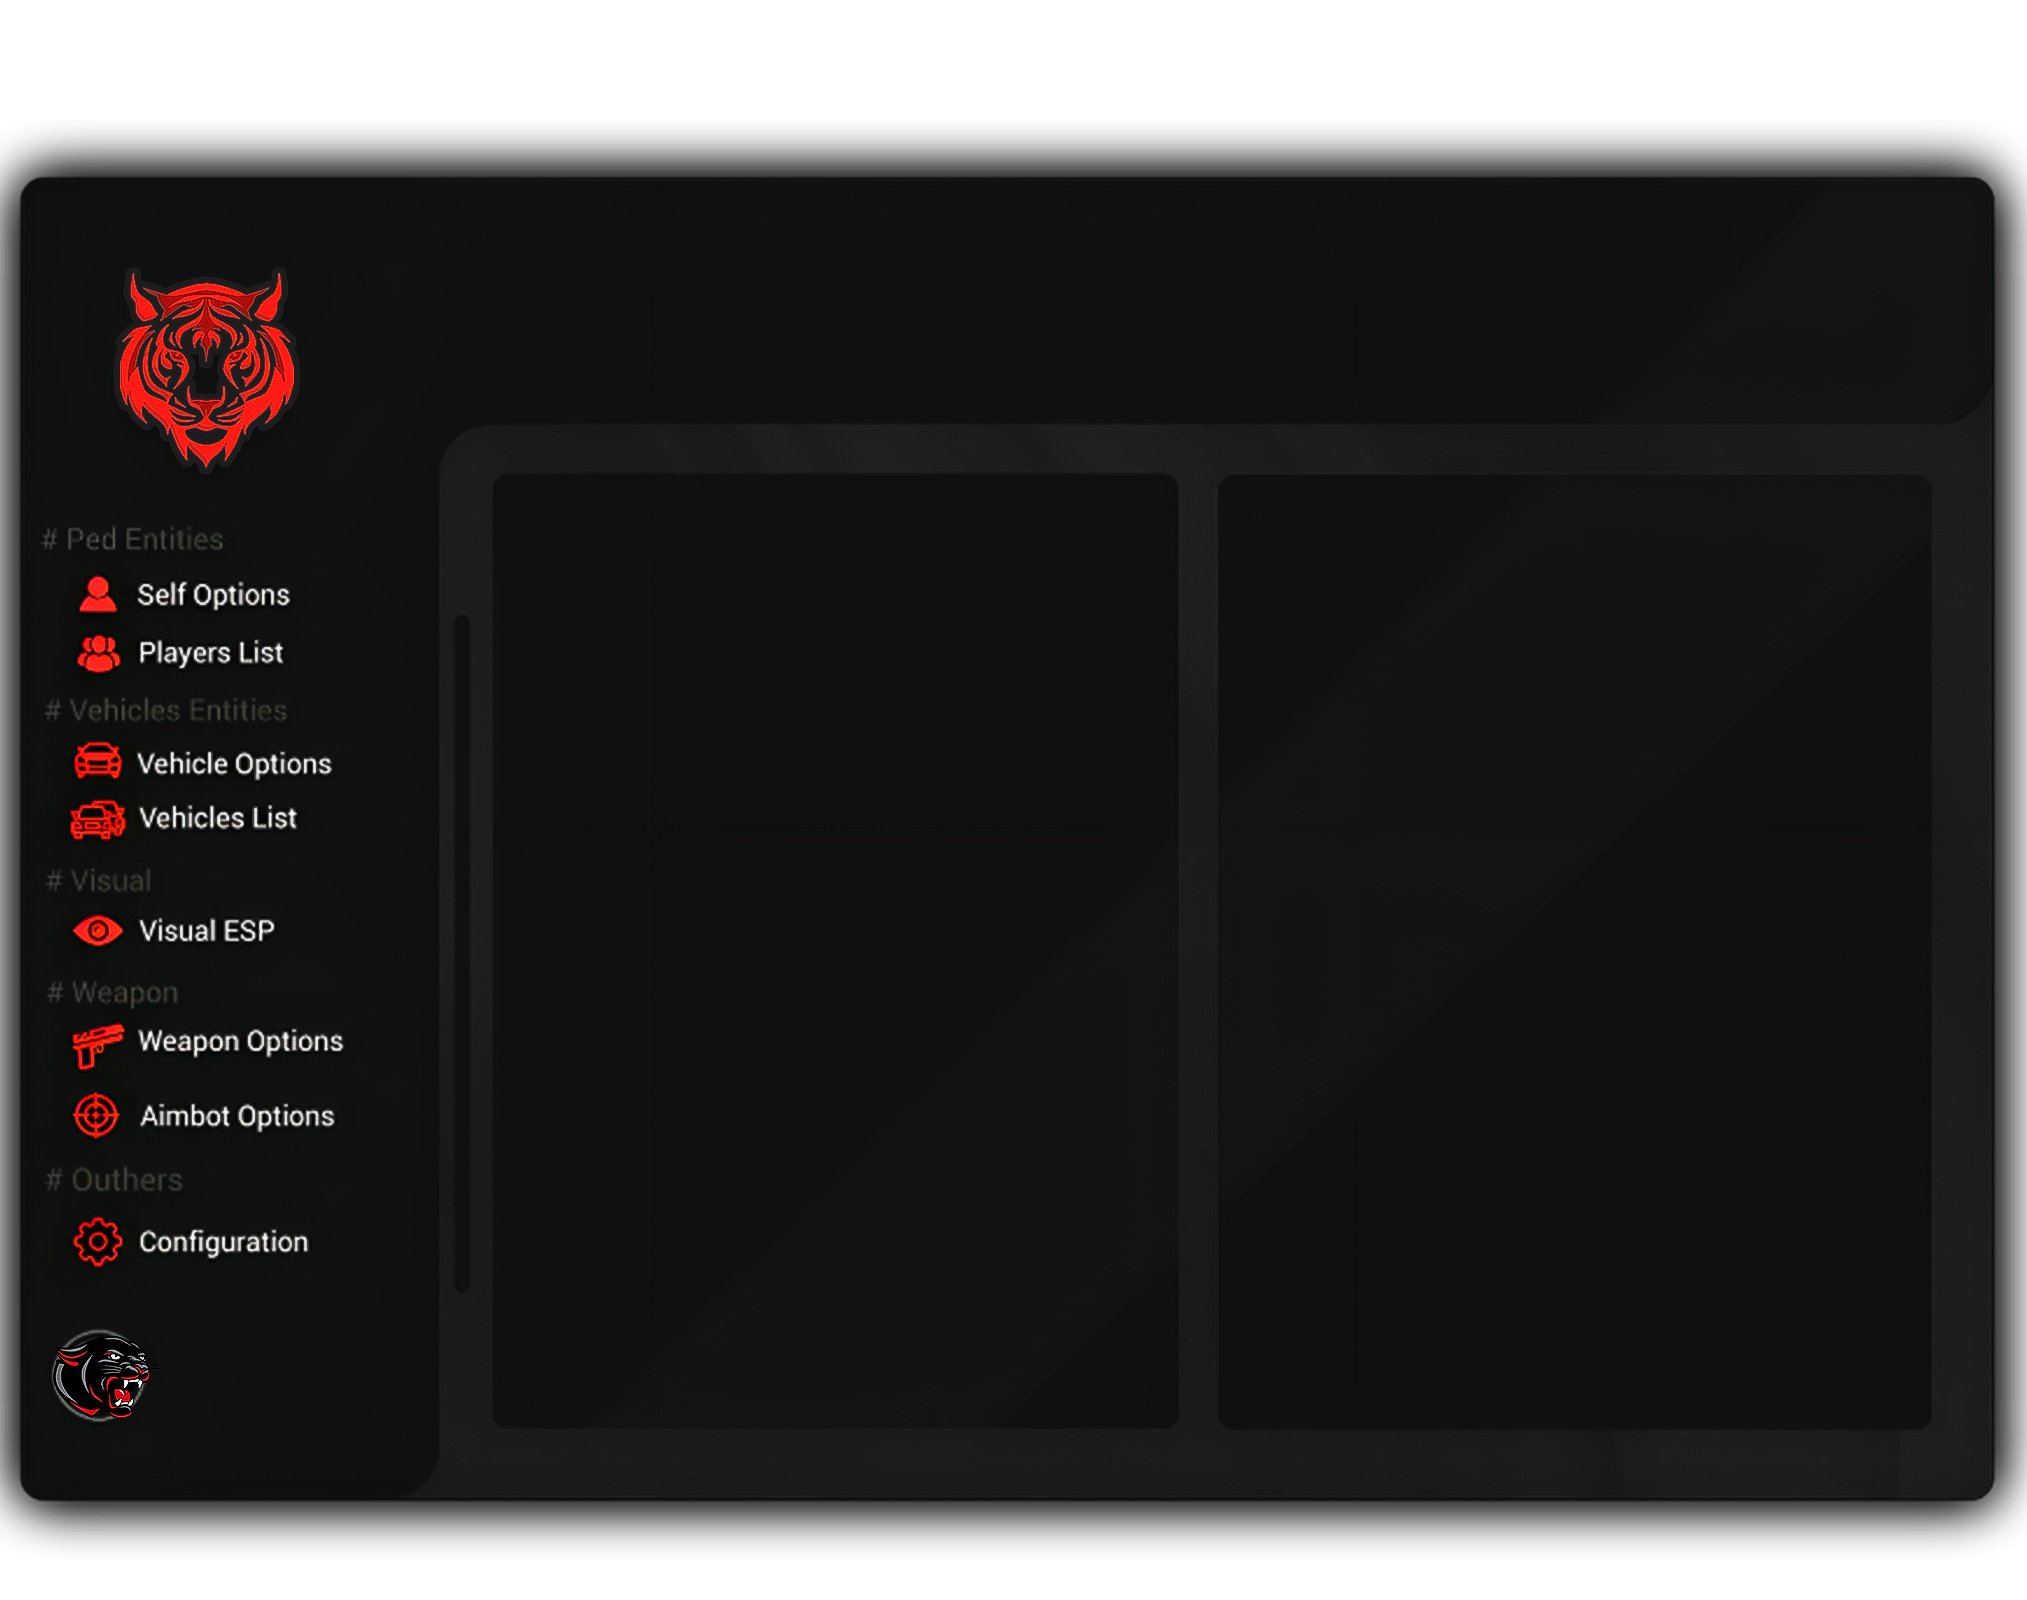 # Ped Entities
Self Options
Players List
# Vehicles Entities
Vehicle Options
Vehicles List
# Visual
Visual ESP
# Weapon
Weapon Options
Aimbot Options
# Outhers
Configuration